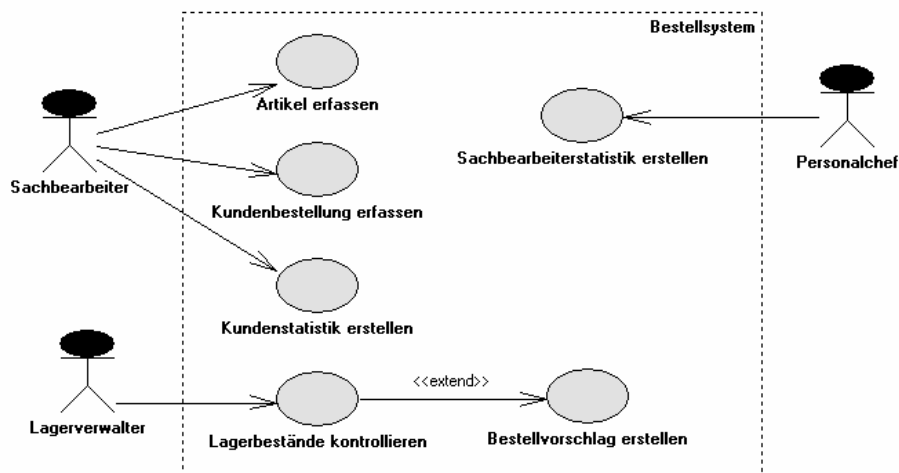 Bestellsystem
Artikel erfassen
Sachbearbeiterstatistik erstellen
Personalchef
Sachbearbeiter
Kundenbestellung erfassen
Kundenstatistik erstellen
<<extend>>
Lagerverwalter
Lagerbestände kontrollieren
Bestellvorschlag erstellen